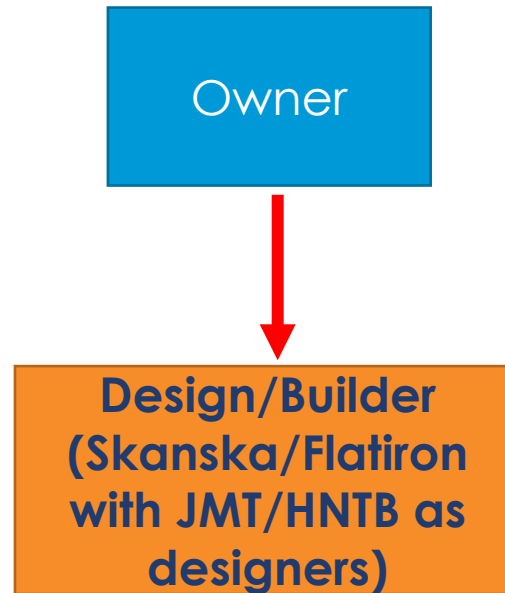 Owner
Design/Builder
(Skanska/Flatiron
with JMT/HNTB as
designers)